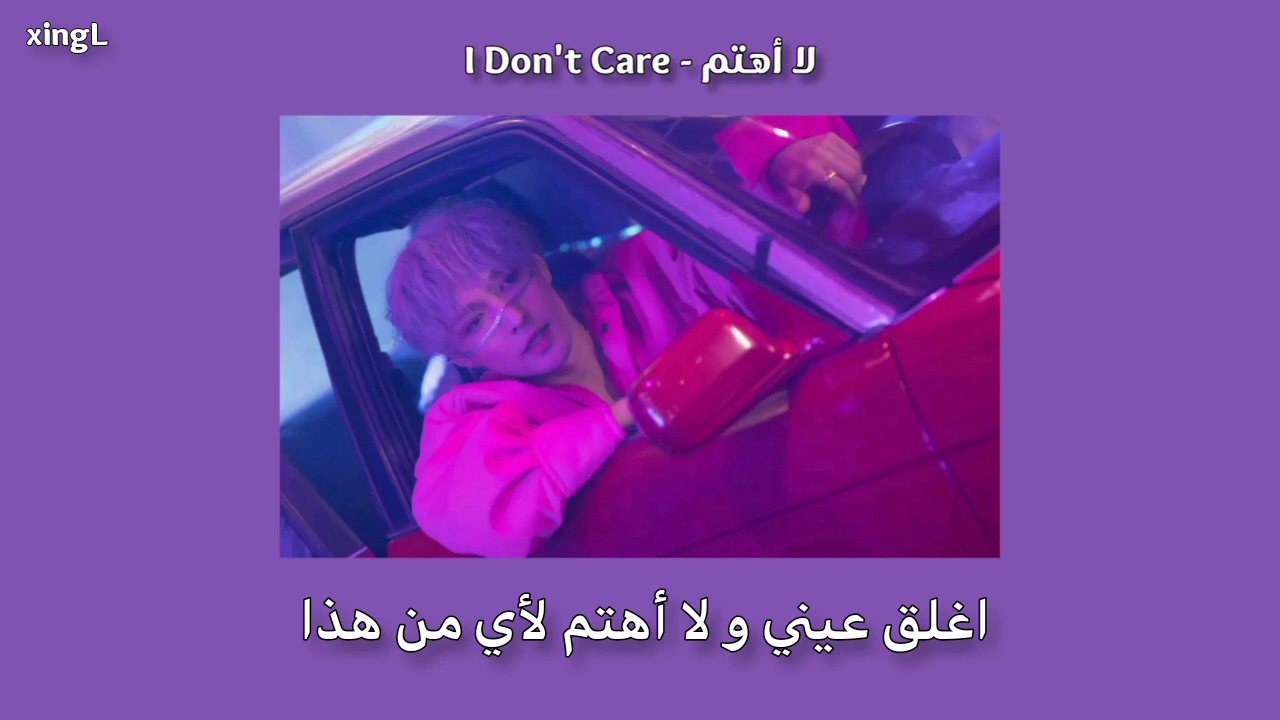 xingL
I Don't Care - لا أهتم
اغلق عيني و لا أهتم لأي من هذا